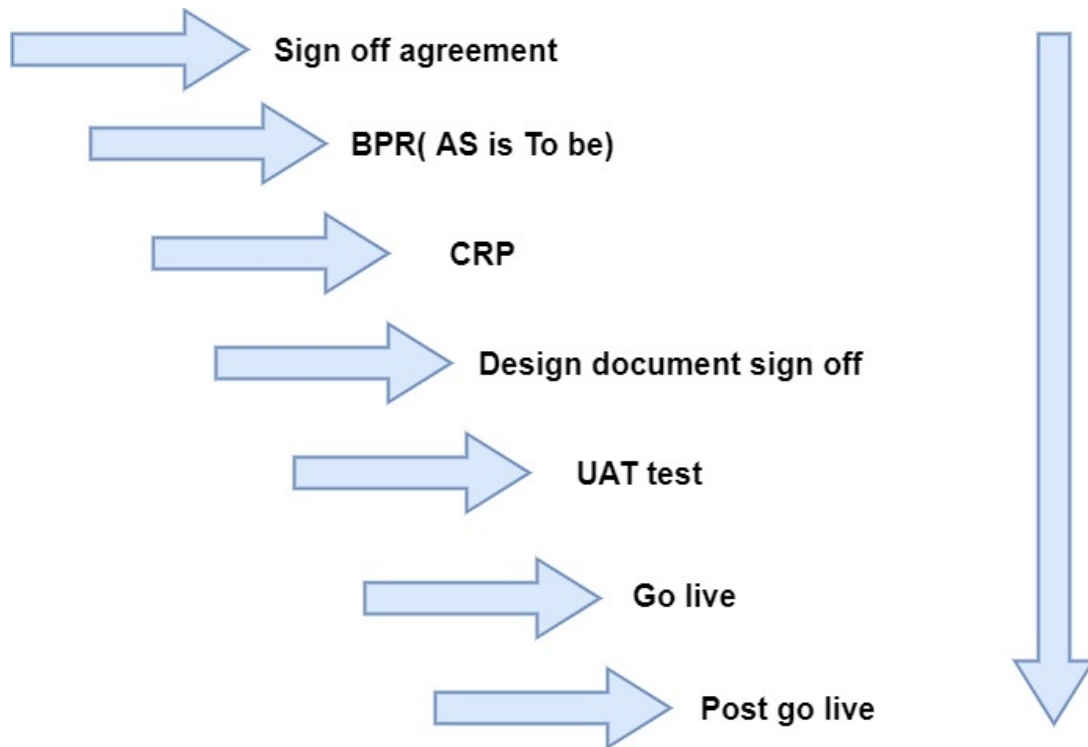 Sign off agreement
BPR( AS is To be)
CRP
Design document sign off
UAT test
Go live
Post go live